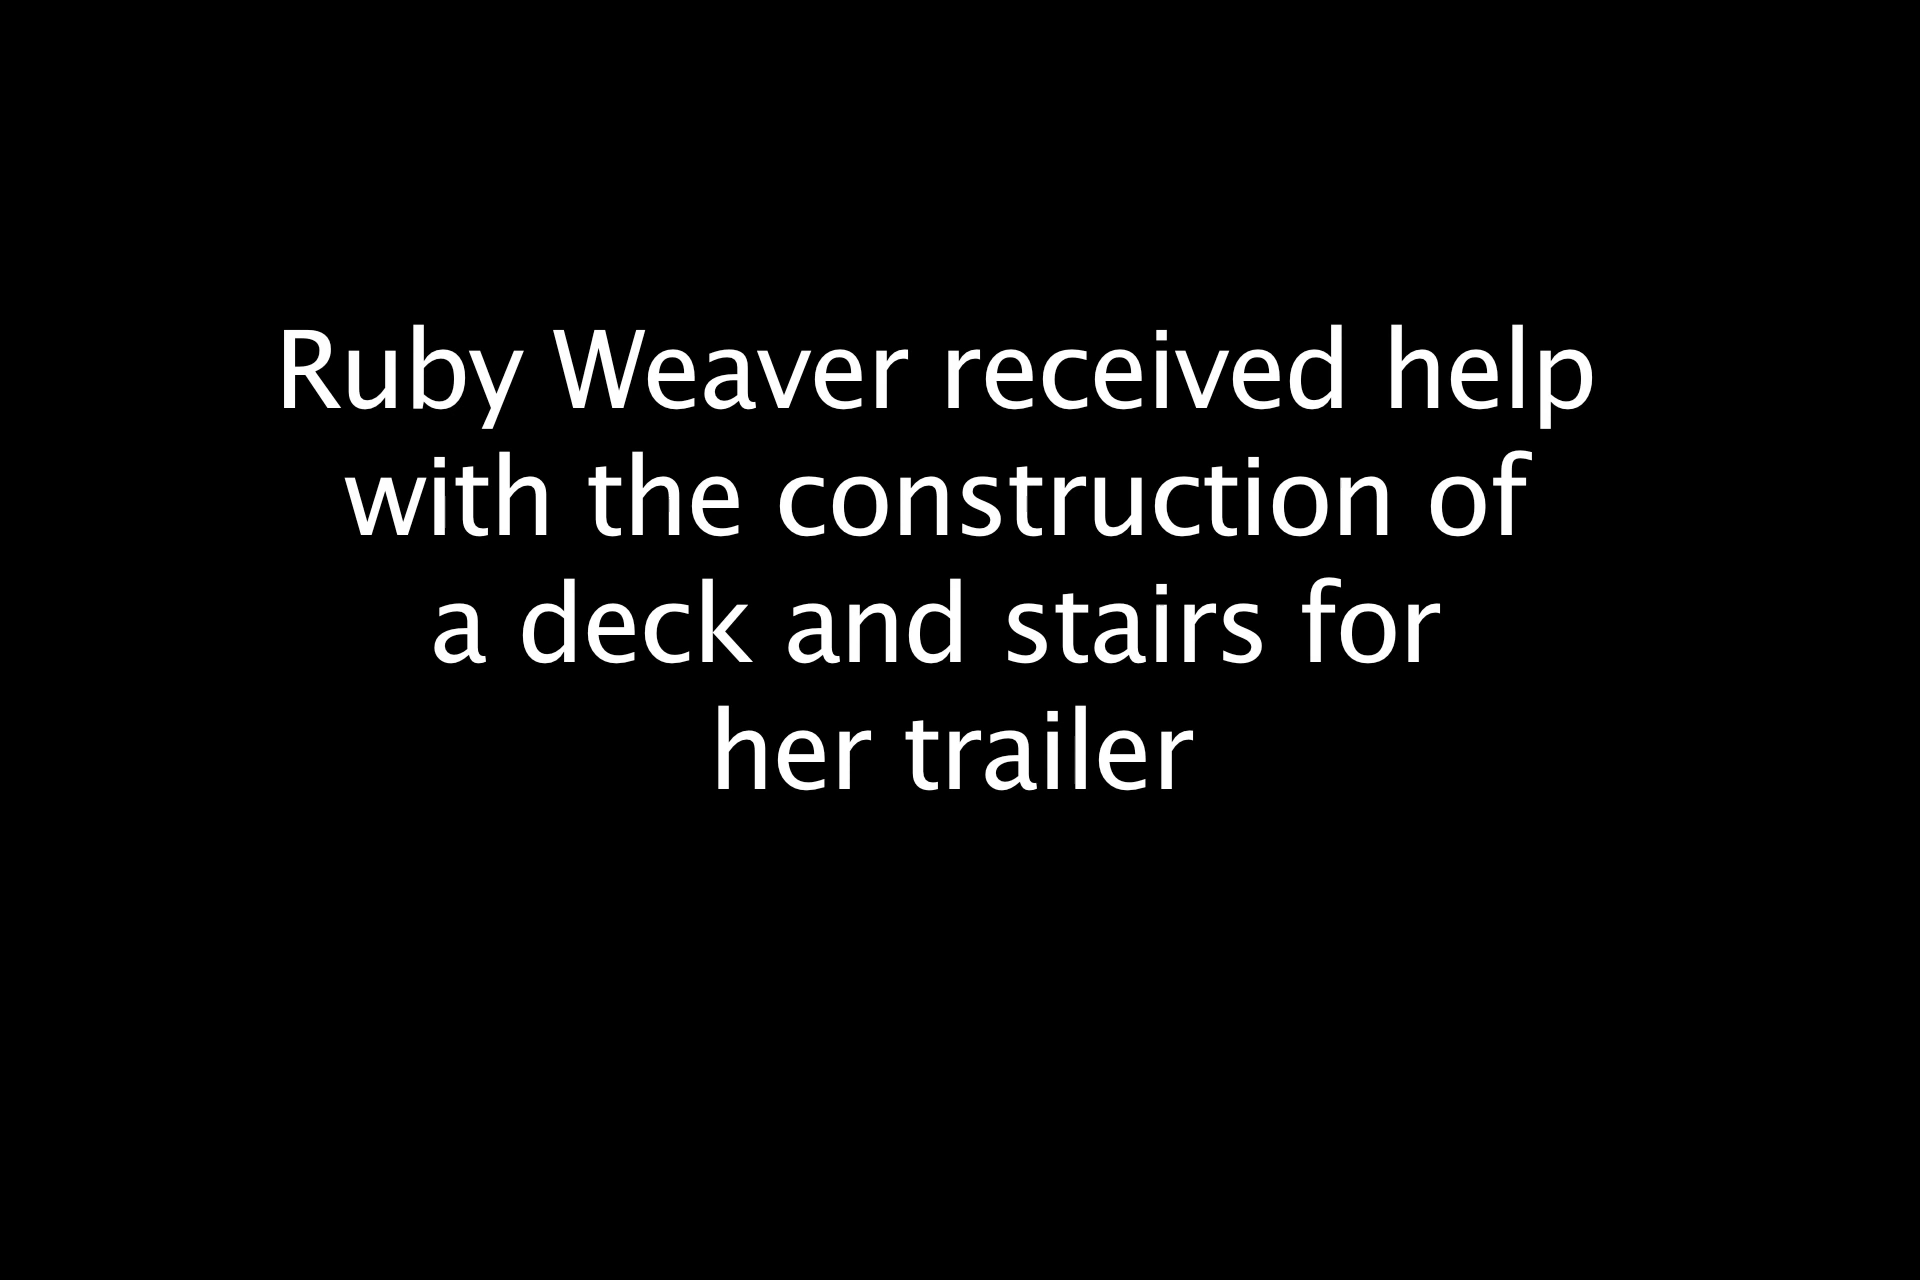 Ruby Weaver received help
with the construction of
a deck and stairs for
her trailer